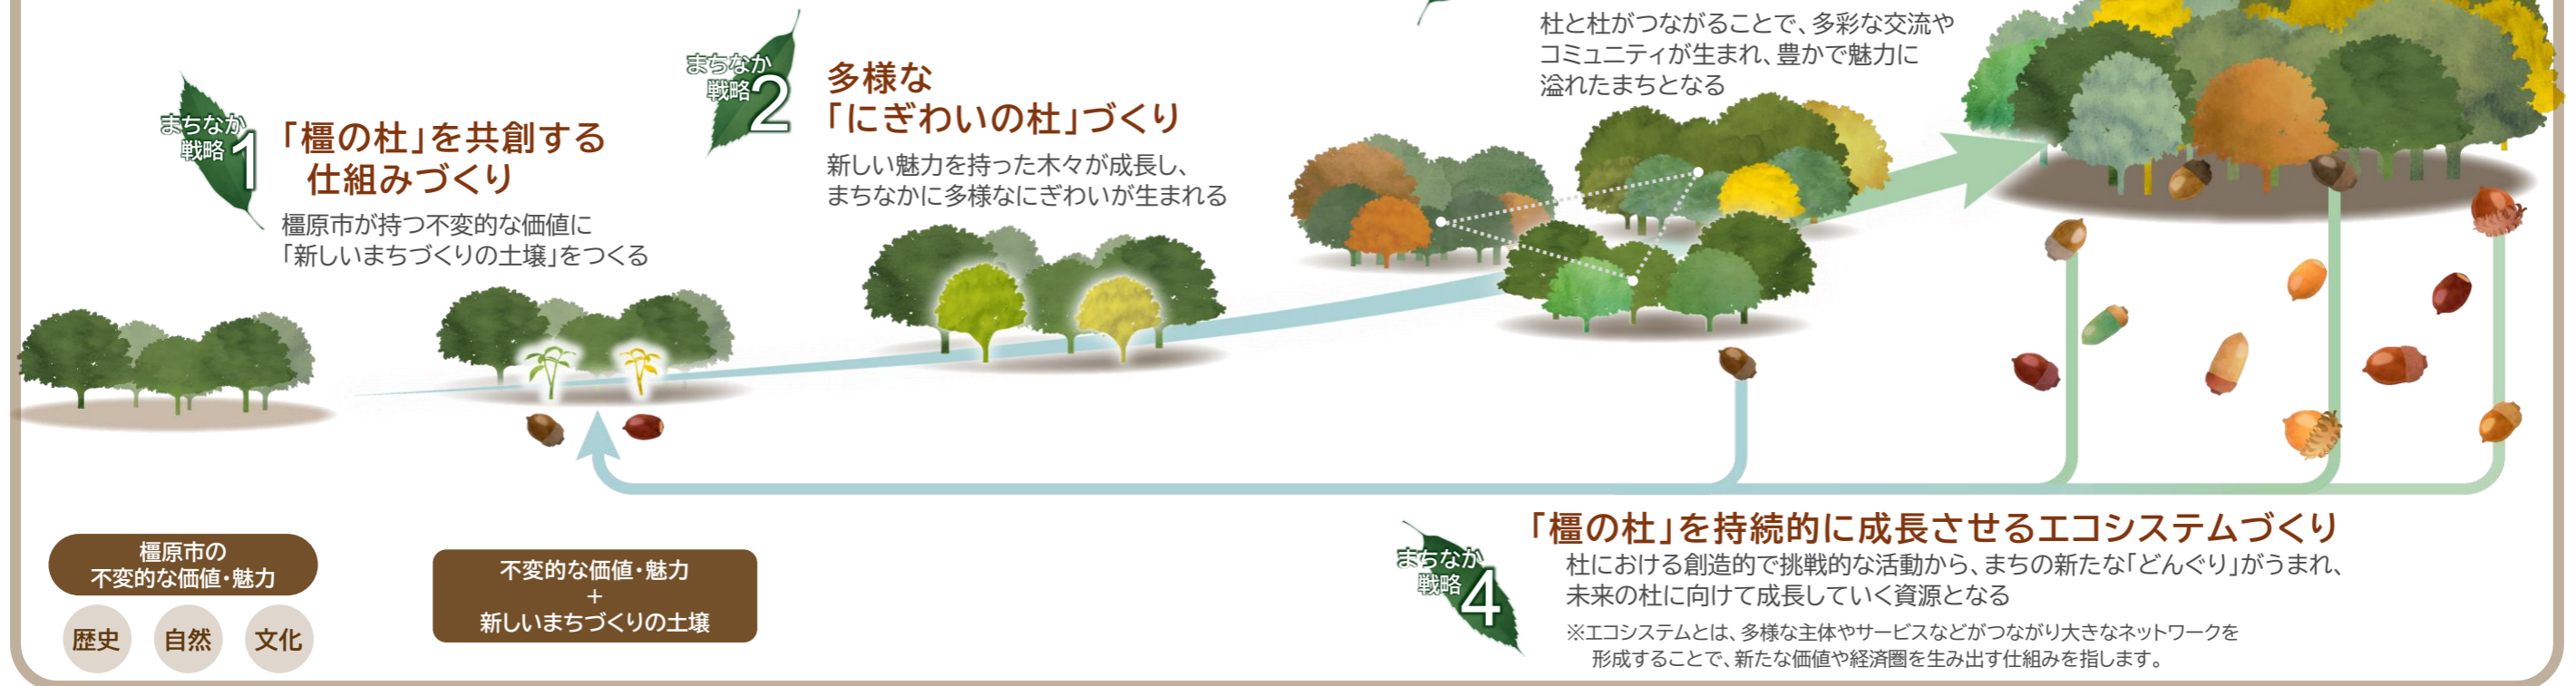 まちなか
戦略1
「橿の杜」を共創する
仕組みづくり
橿原市が持つ不変的な価値に
「新しいまちづくりの土壌」をつくる
まちなか
戦略2
多様な
「にぎわいの杜」づくり
新しい魅力を持った木々が成長し、
まちなかに多様なにぎわいが生まれる
杜と杜がつながることで、多彩な交流や
コミュニティが生まれ、豊かで魅力に
溢れたまちとなる
橿原市の
不変的な価値・魅力
歴史
自然
文化
不変的な価値・魅力
+
新しいまちづくりの土壌
まちなか
戦略4
「橿の杜」を持続的に成長させるエコシステムづくり
杜における創造的で挑戦的な活動から、まちの新たな「どんぐり」がうまれ、
未来の杜に向けて成長していく資源となる
※エコシステムとは、多様な主体やサービスなどがつながり大きなネットワークを
形成することで、新たな価値や経済圏を生み出す仕組みを指します。